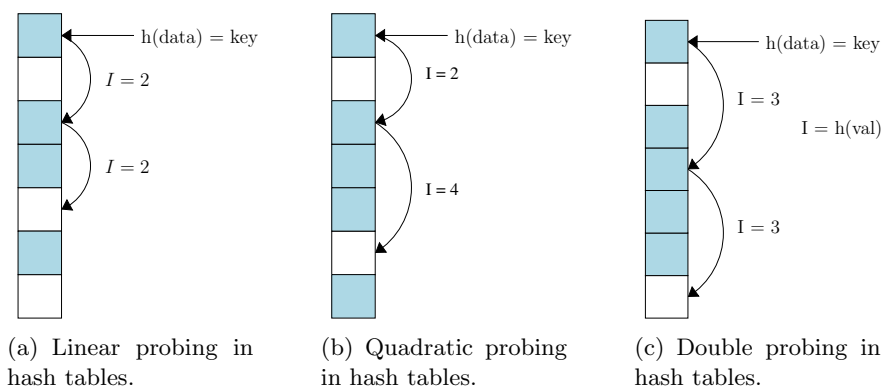 h(data) = key
I = 2
I = 2
(a) Linear probing in
hash tables.
h(data) = key
I = 2
I = 4
(b) Quadratic probing
in hash tables.
h(data) = key
I = 3
I = h(val)
I = 3
(c) Double probing in
hash tables.